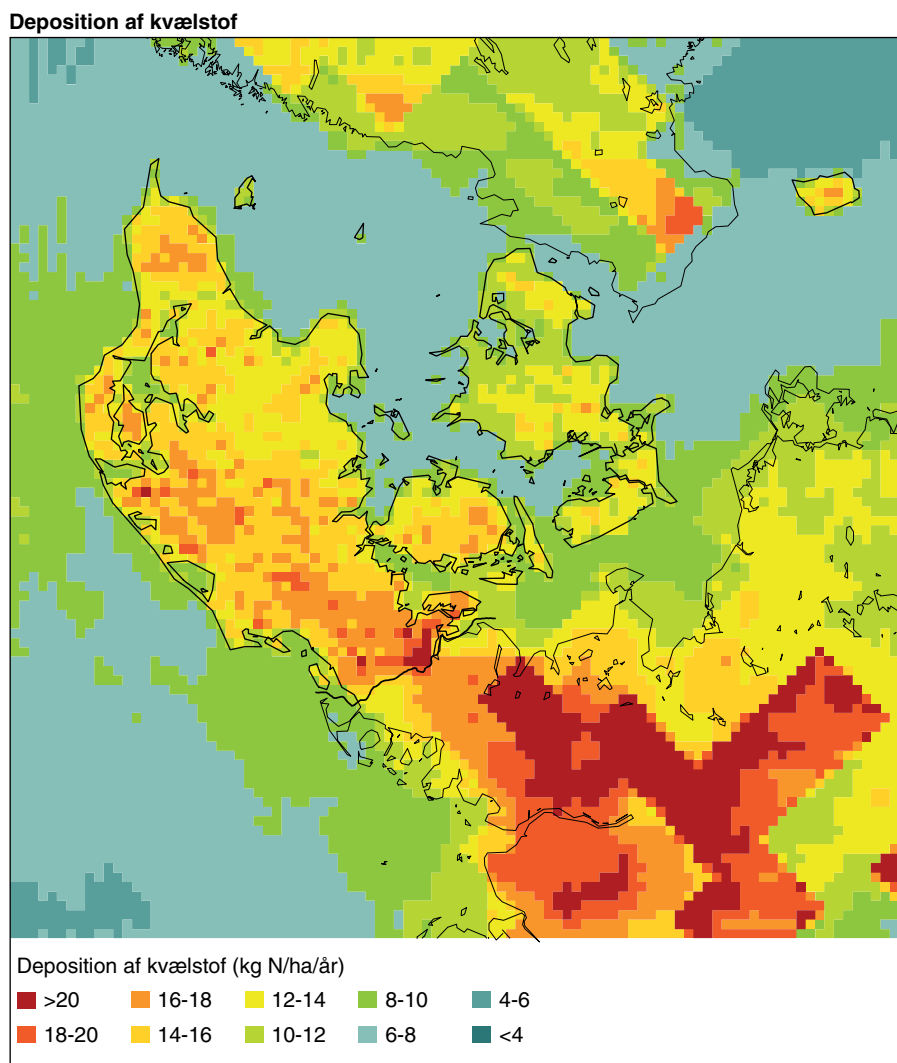 Deposition af kvælstof
Deposition af kvælstof (kg N/ha/år)
>20 16-18 12-14 8-10 4-6
18-20 14-16 10-12 6-8 <4